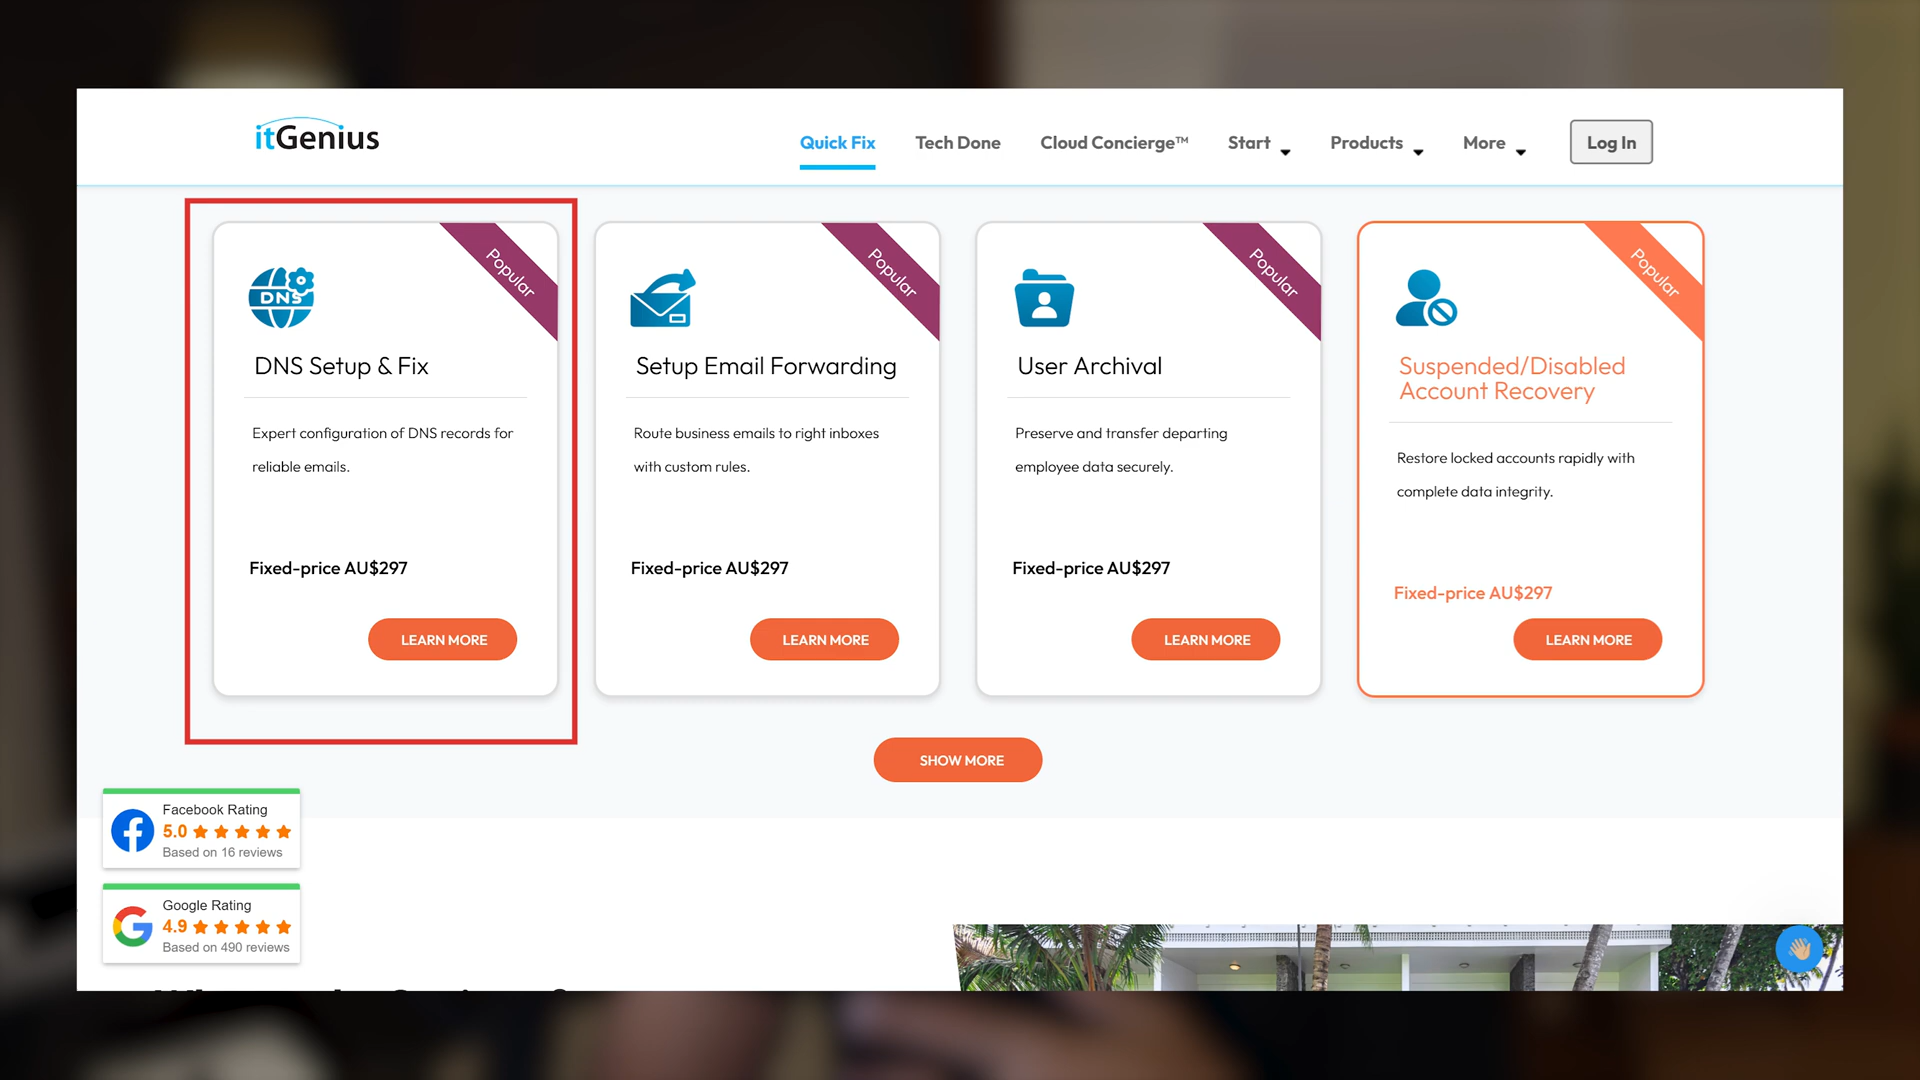 itGenius
Quick Fix
Tech Done
Cloud Concierge™
Start
Products
More
Log In
Popular
DNS
DNS Setup & Fix
Expert configuration of DNS records for
reliable emails.
Fixed-price AU$297
LEARN MORE
Popular
Setup Email Forwarding
Route business emails to right inboxes
with custom rules.
Fixed-price AU$297
LEARN MORE
Popular
User Archival
Preserve and transfer departing
employee data securely.
Fixed-price AU$297
LEARN MORE
Popular
Suspended/Disabled
Account Recovery
Restore locked accounts rapidly with
complete data integrity.
Fixed-price AU$297
LEARN MORE
SHOW MORE
Facebook Rating
5.0
Based on 16 reviews
Google Rating
4.9
Based on 490 reviews